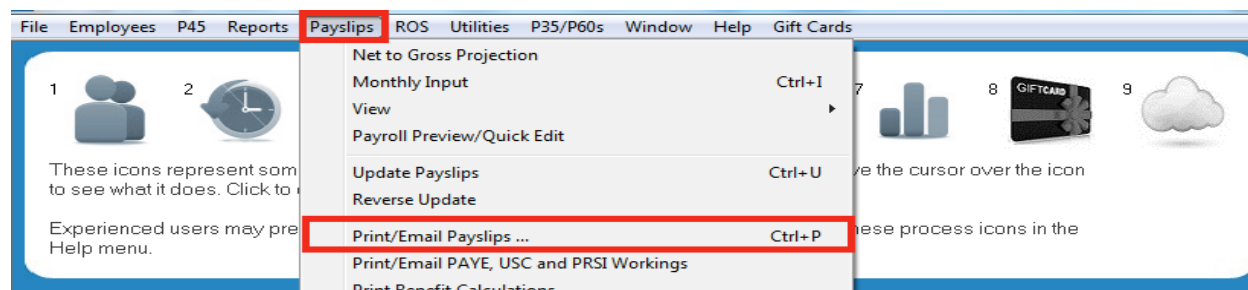 File Employees P45 Reports Payslips ROS Utilities P35/P60s Window Help Gift Cards
Net to Gross Projection
Monthly Input Ctrl+I
View
Payroll Preview/Quick Edit
Update Payslips Ctrl+U
Reverse Update
Print/Email Payslips ... Ctrl+P
Print/Email PAYE, USC and PRSI Workings
Print Benefit Calculations
1 2 7 8 GIFTCARD 9
These icons represent som
ve the cursor over the icon
to see what it does. Click to
Experienced users may pre
hese process icons in the
Help menu.